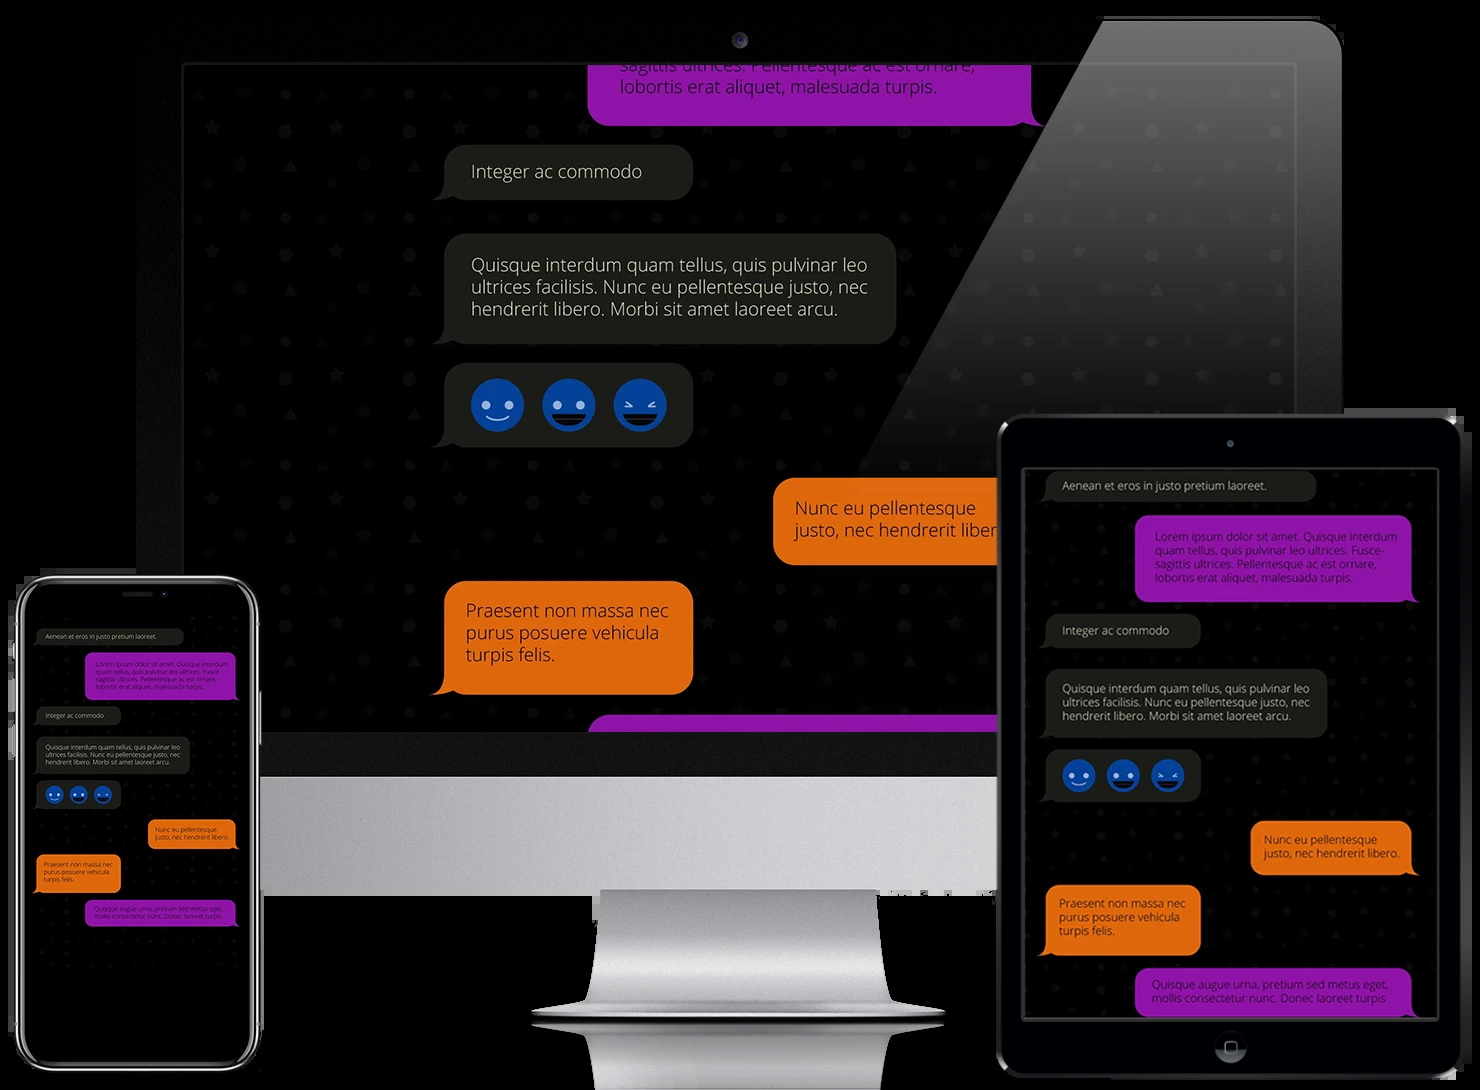 sagittis ultrices. Pellentesque ac est ornare,
lobortis erat aliquet, malesuada turpis.
Integer ac commodo
Quisque interdum quam tellus, quis pulvinar leo
ultrices facilisis. Nunc eu pellentesque justo, nec
hendrerit libero. Morbi sit amet laoreet arcu.
Nunc eu pellentesque
justo, nec hendrerit liber
Praesent non massa nec
purus posuere vehicula
turpis felis.
Aenean et eros in justo pretium laoreet.
Lorem ipsum dolor sit amet. Quisque interdum
quam tellus, quis pulvinar leo ultrices. Fusce-
sagittis ultrices. Pellentesque ac est ornare,
lobortis erat aliquet, malesuada turpis.
Integer ac commodo
Quisque interdum quam tellus, quis pulvinar leo
ultrices facilisis. Nunc eu pellentesque justo, nec
hendrerit libero. Morbi sit amet laoreet arcu.
Nunc eu pellentesque
justo, nec hendrerit libero.
Praesent non massa nec
purus posuere vehicula
turpis felis.
Quisque augue urna, pretium sed metus eget,
mollis consectetur nunc. Donec laoreet turpis
Aenean et eros in justo pretium laoreet.
Lorem ipsum dolor sit amet. Quisque interdum
quam tellus, quis pulvinar leo ultrices. Fusce-
sagittis ultrices. Pellentesque ac est ornare,
lobortis erat aliquet, malesuada turpis.
Integer ac commodo
Quisque interdum quam tellus, quis pulvinar leo
ultrices facilisis. Nunc eu pellentesque justo, nec
hendrerit libero. Morbi sit amet laoreet arcu.
Nunc eu pellentesque
justo, nec hendrerit libero.
Praesent non massa nec
purus posuere vehicula
turpis felis.
Quisque augue urna, pretium sed metus eget,
mollis consectetur nunc. Donec laoreet turpis